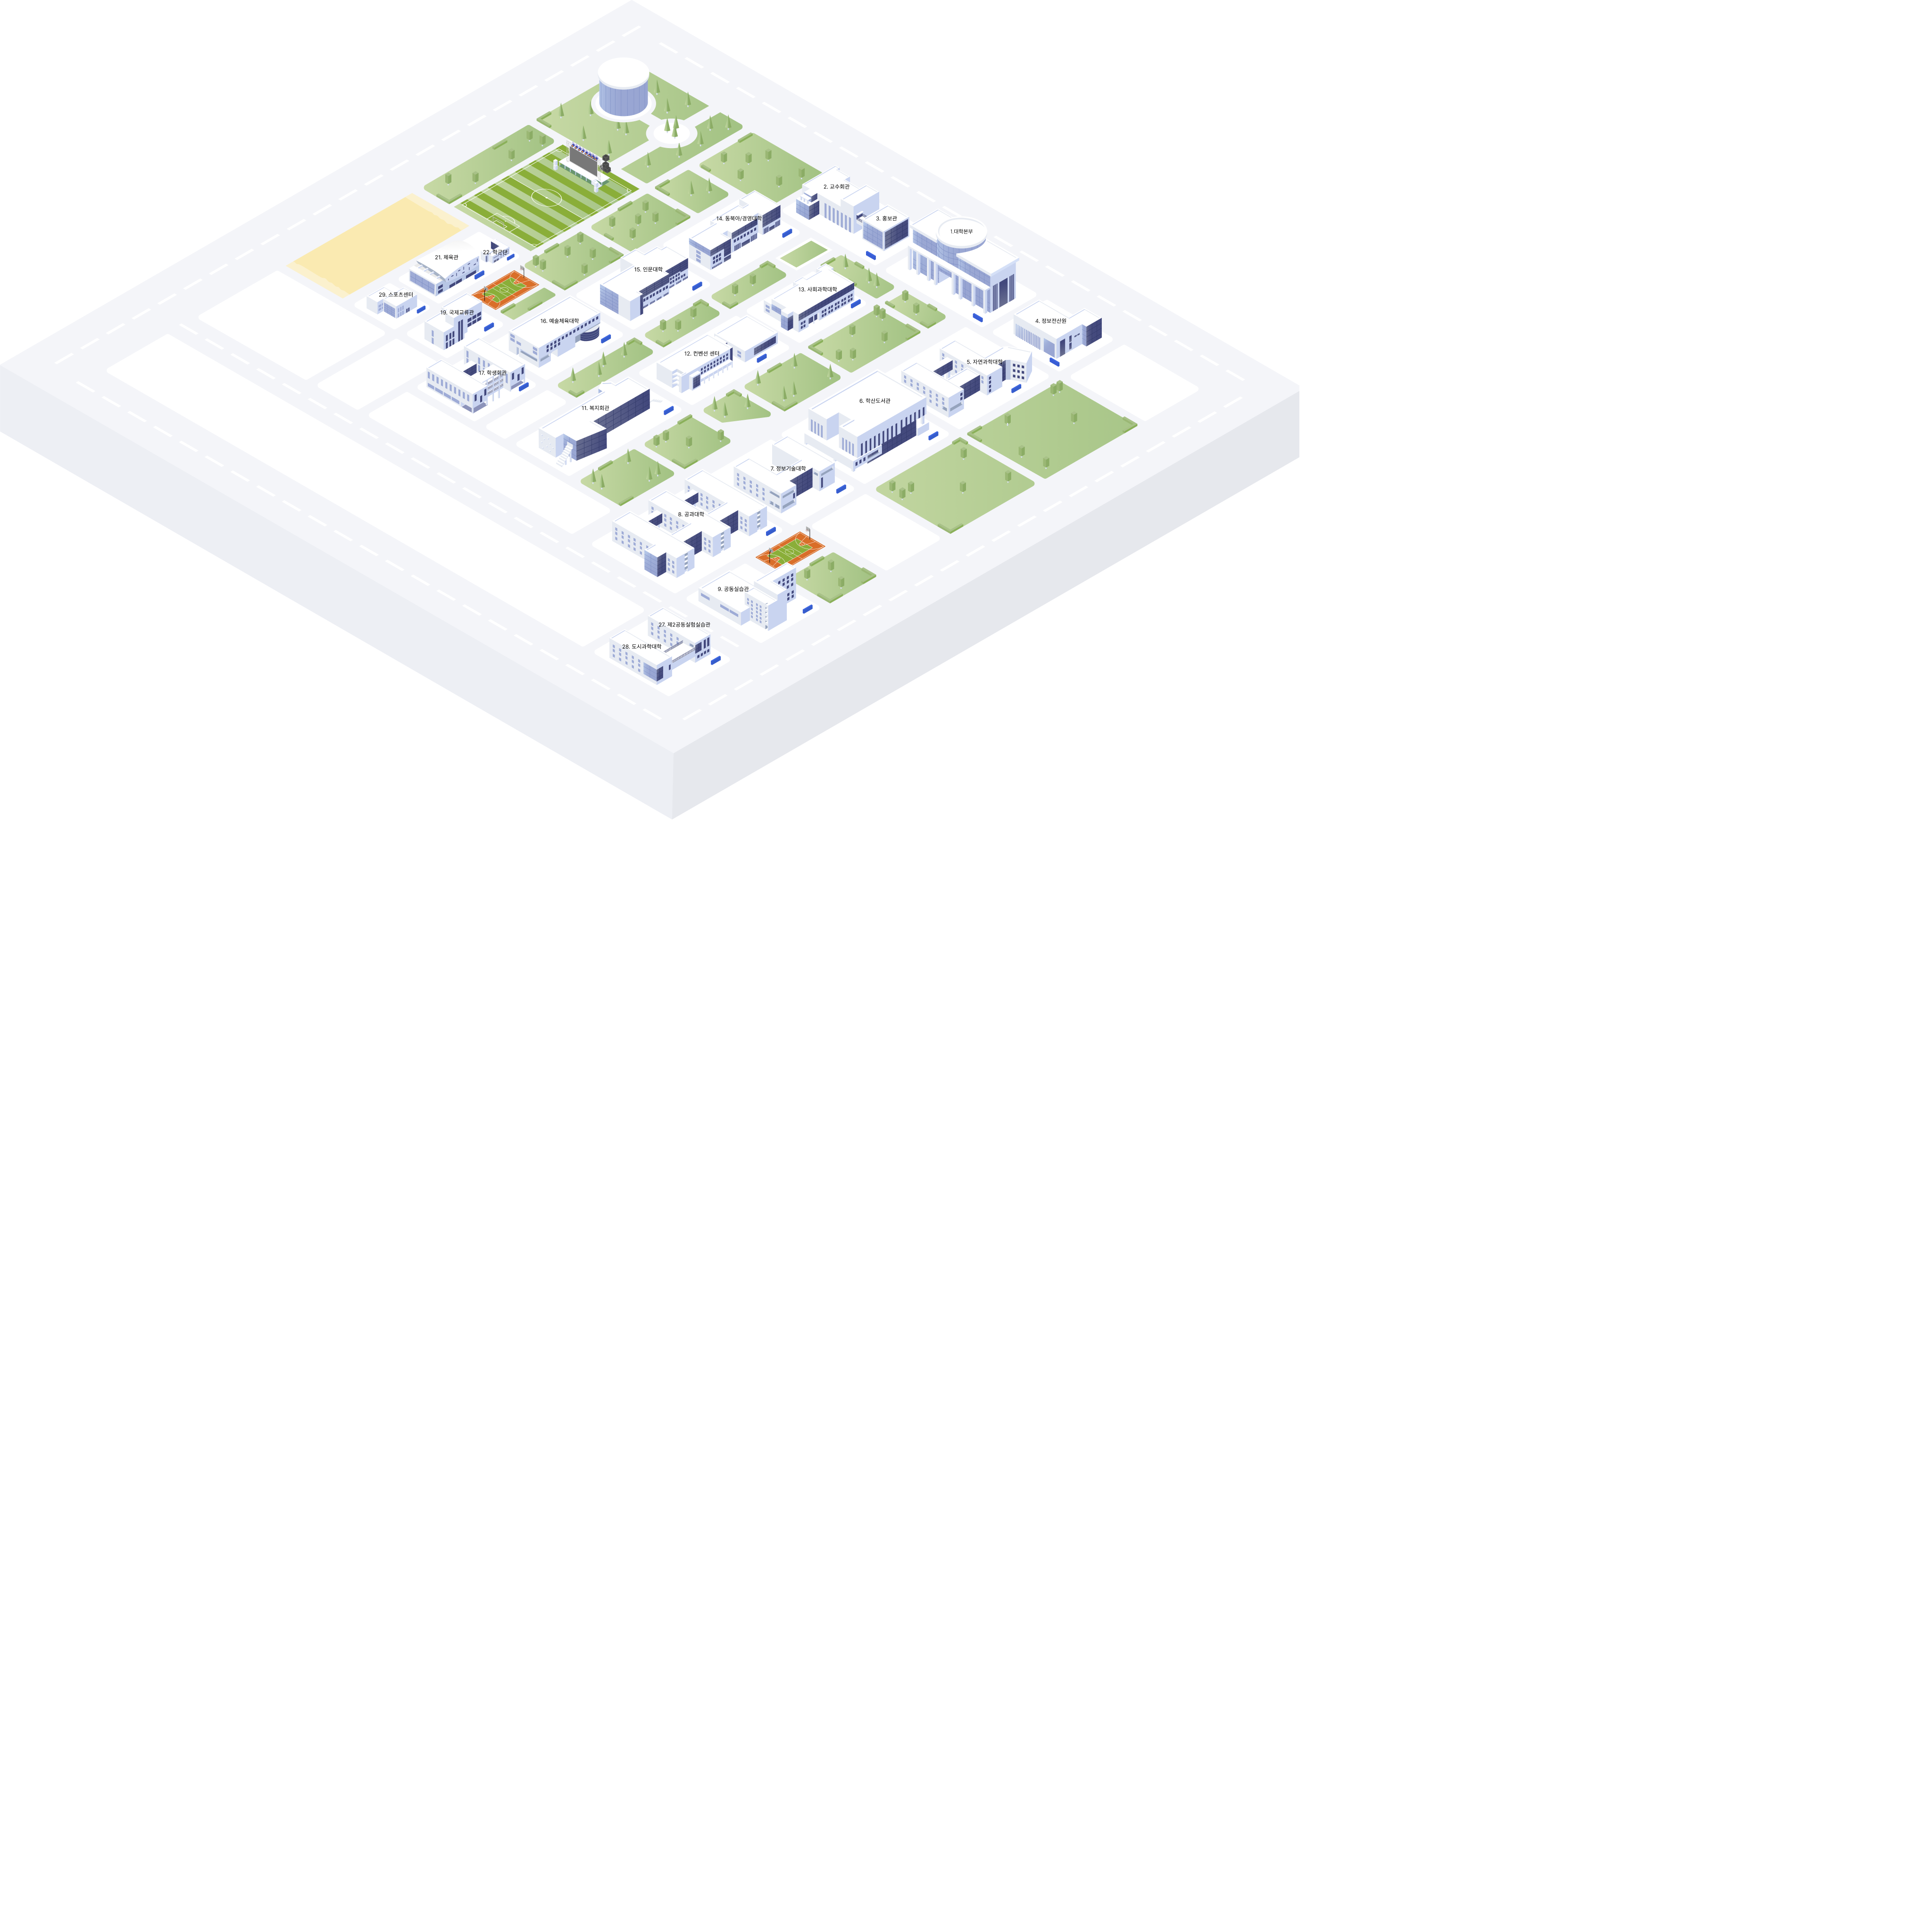 2. 교수회관
14. 동북아/경영대학
3. 홍보관
1.대학본부
22. 학군단
21. 체육관
15. 인문대학
13. 사회과학대학
29. 스포츠센터
19. 국제교류관
16. 예술체육대학
4. 정보전산원
12. 컨벤션 센터
5. 자연과학대학
17. 학생회관
6. 학산도서관
11. 복지회관
7. 정보기술대학
8. 공과대학
9. 공동실습관
27. 제2공동실험실습관
28. 도시과학대학